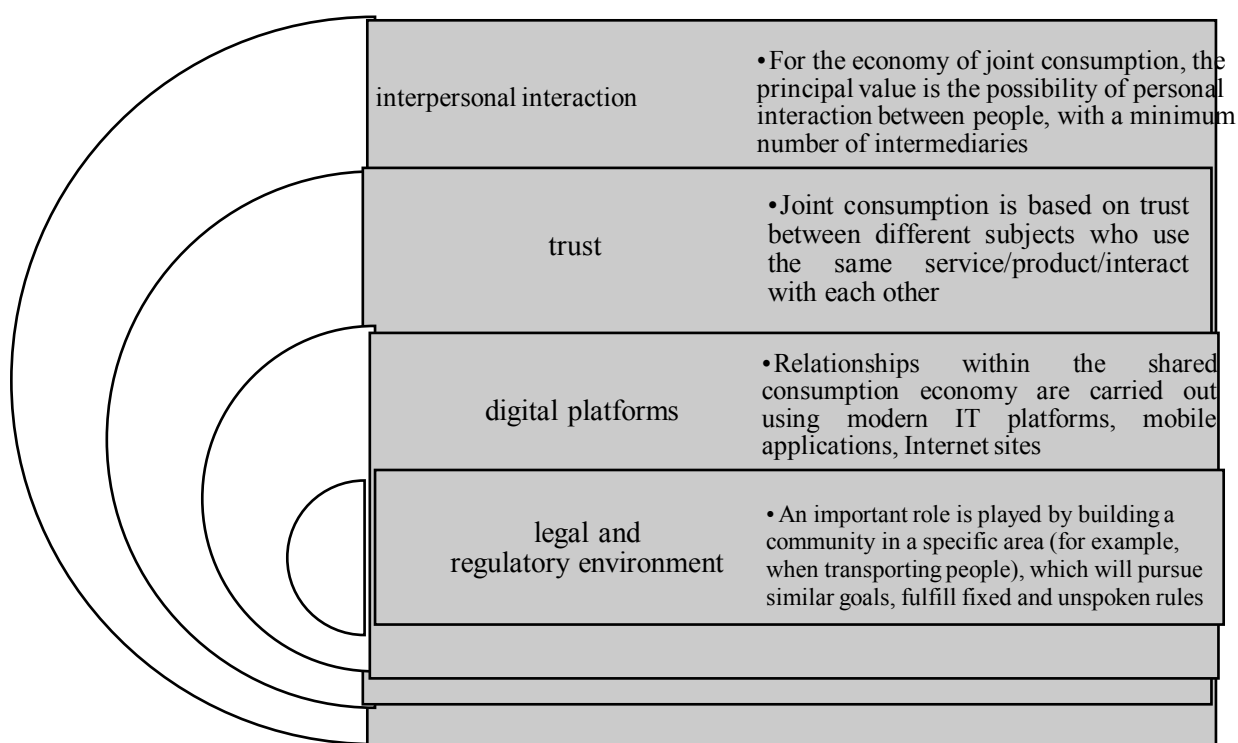 interpersonal interaction
•For the economy of joint consumption, the
principal value is the possibility of personal
interaction between people, with a minimum
number of intermediaries
trust
•Joint consumption is based on trust
between different subjects who use
the same service/product/interact
with each other
digital platforms
•Relationships within the shared
consumption economy are carried out
using modern IT platforms, mobile
applications, Internet sites
legal and
regulatory environment
• An important role is played by building a
community in a specific area (for example,
when transporting people), which will pursue
similar goals, fulfill fixed and unspoken rules